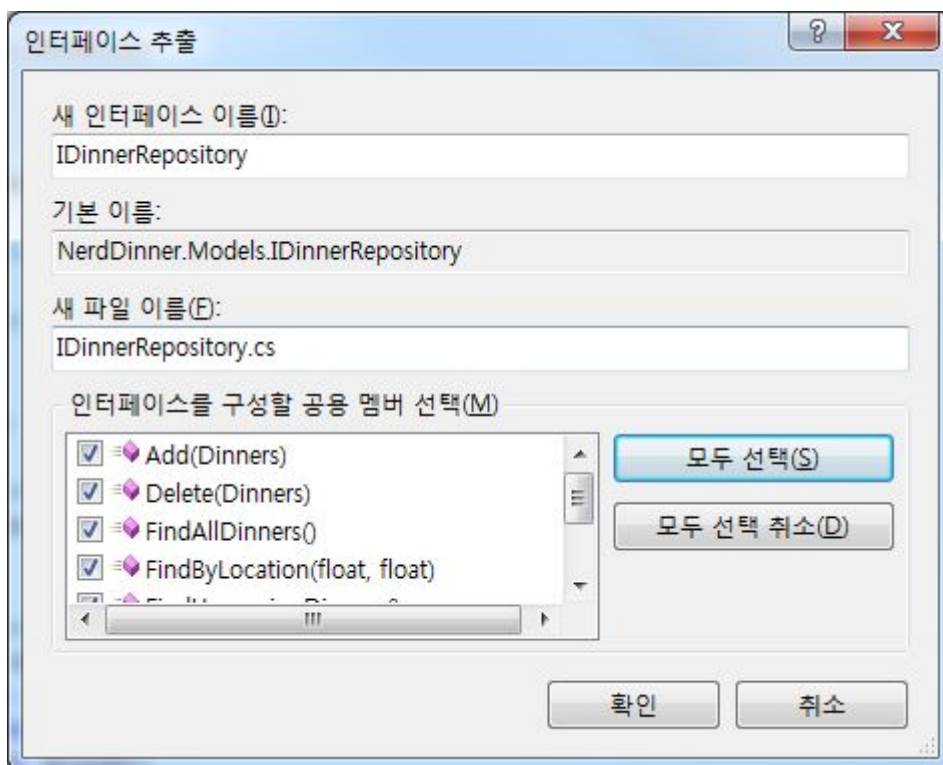 인터페이스 추출
새 인터페이스 이름(I):
IDinnerRepository
기본 이름:
NerdDinner.Models.IDinnerRepository
새 파일 이름(F):
IDinnerRepository.cs
인터페이스를 구성할 공용 멤버 선택(M)
Add(Dinners)
Delete(Dinners)
FindAllDinners()
FindByLocation(float, float)
모두 선택(S)
모두 선택 취소(D)
확인
취소